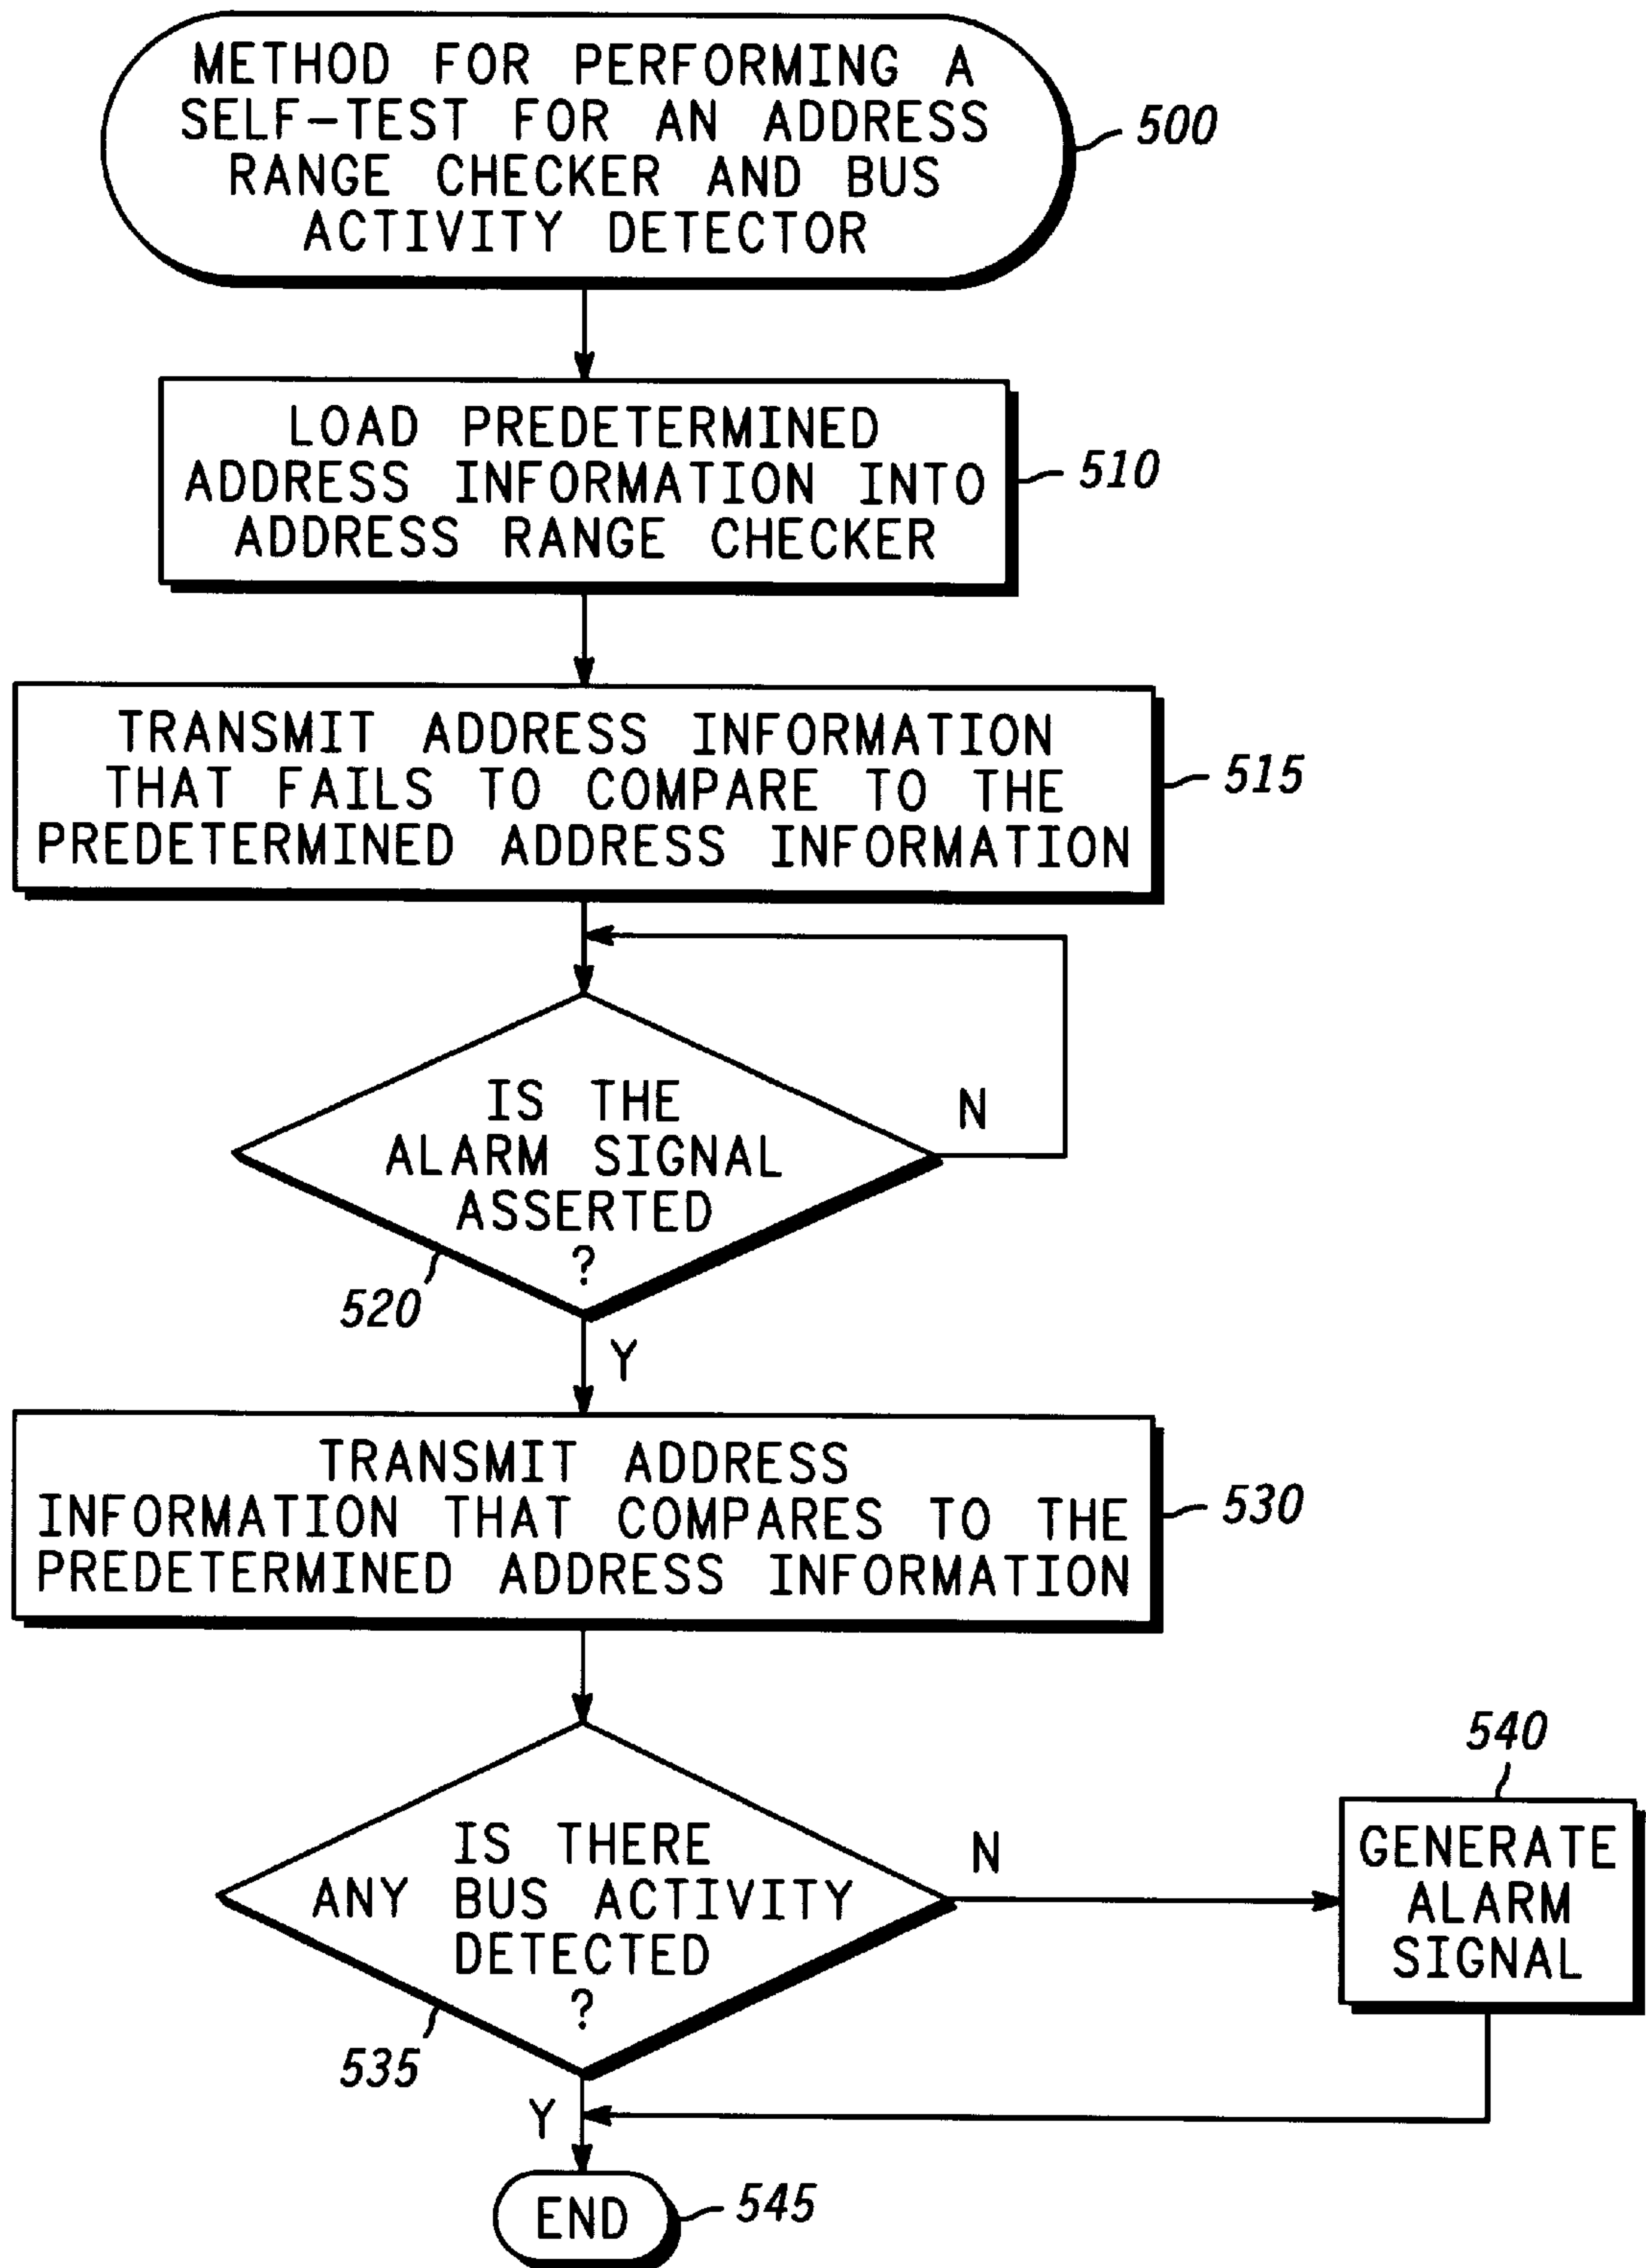 METHOD FOR PERFORMING A
SELF-TEST FOR AN ADDRESS
RANGE CHECKER AND BUS
ACTIVITY DETECTOR
500
LOAD PREDETERMINED
ADDRESS INFORMATION INTO
ADDRESS RANGE CHECKER
510
TRANSMIT ADDRESS INFORMATION
THAT FAILS TO COMPARE TO THE
PREDETERMINED ADDRESS INFORMATION
515
IS THE
ALARM SIGNAL
ASSERTED
?
N
520
Y
TRANSMIT ADDRESS
INFORMATION THAT COMPARES TO THE
PREDETERMINED ADDRESS INFORMATION
530
IS THERE
ANY BUS ACTIVITY
DETECTED
?
N
535
540
GENERATE
ALARM
SIGNAL
Y
END
545